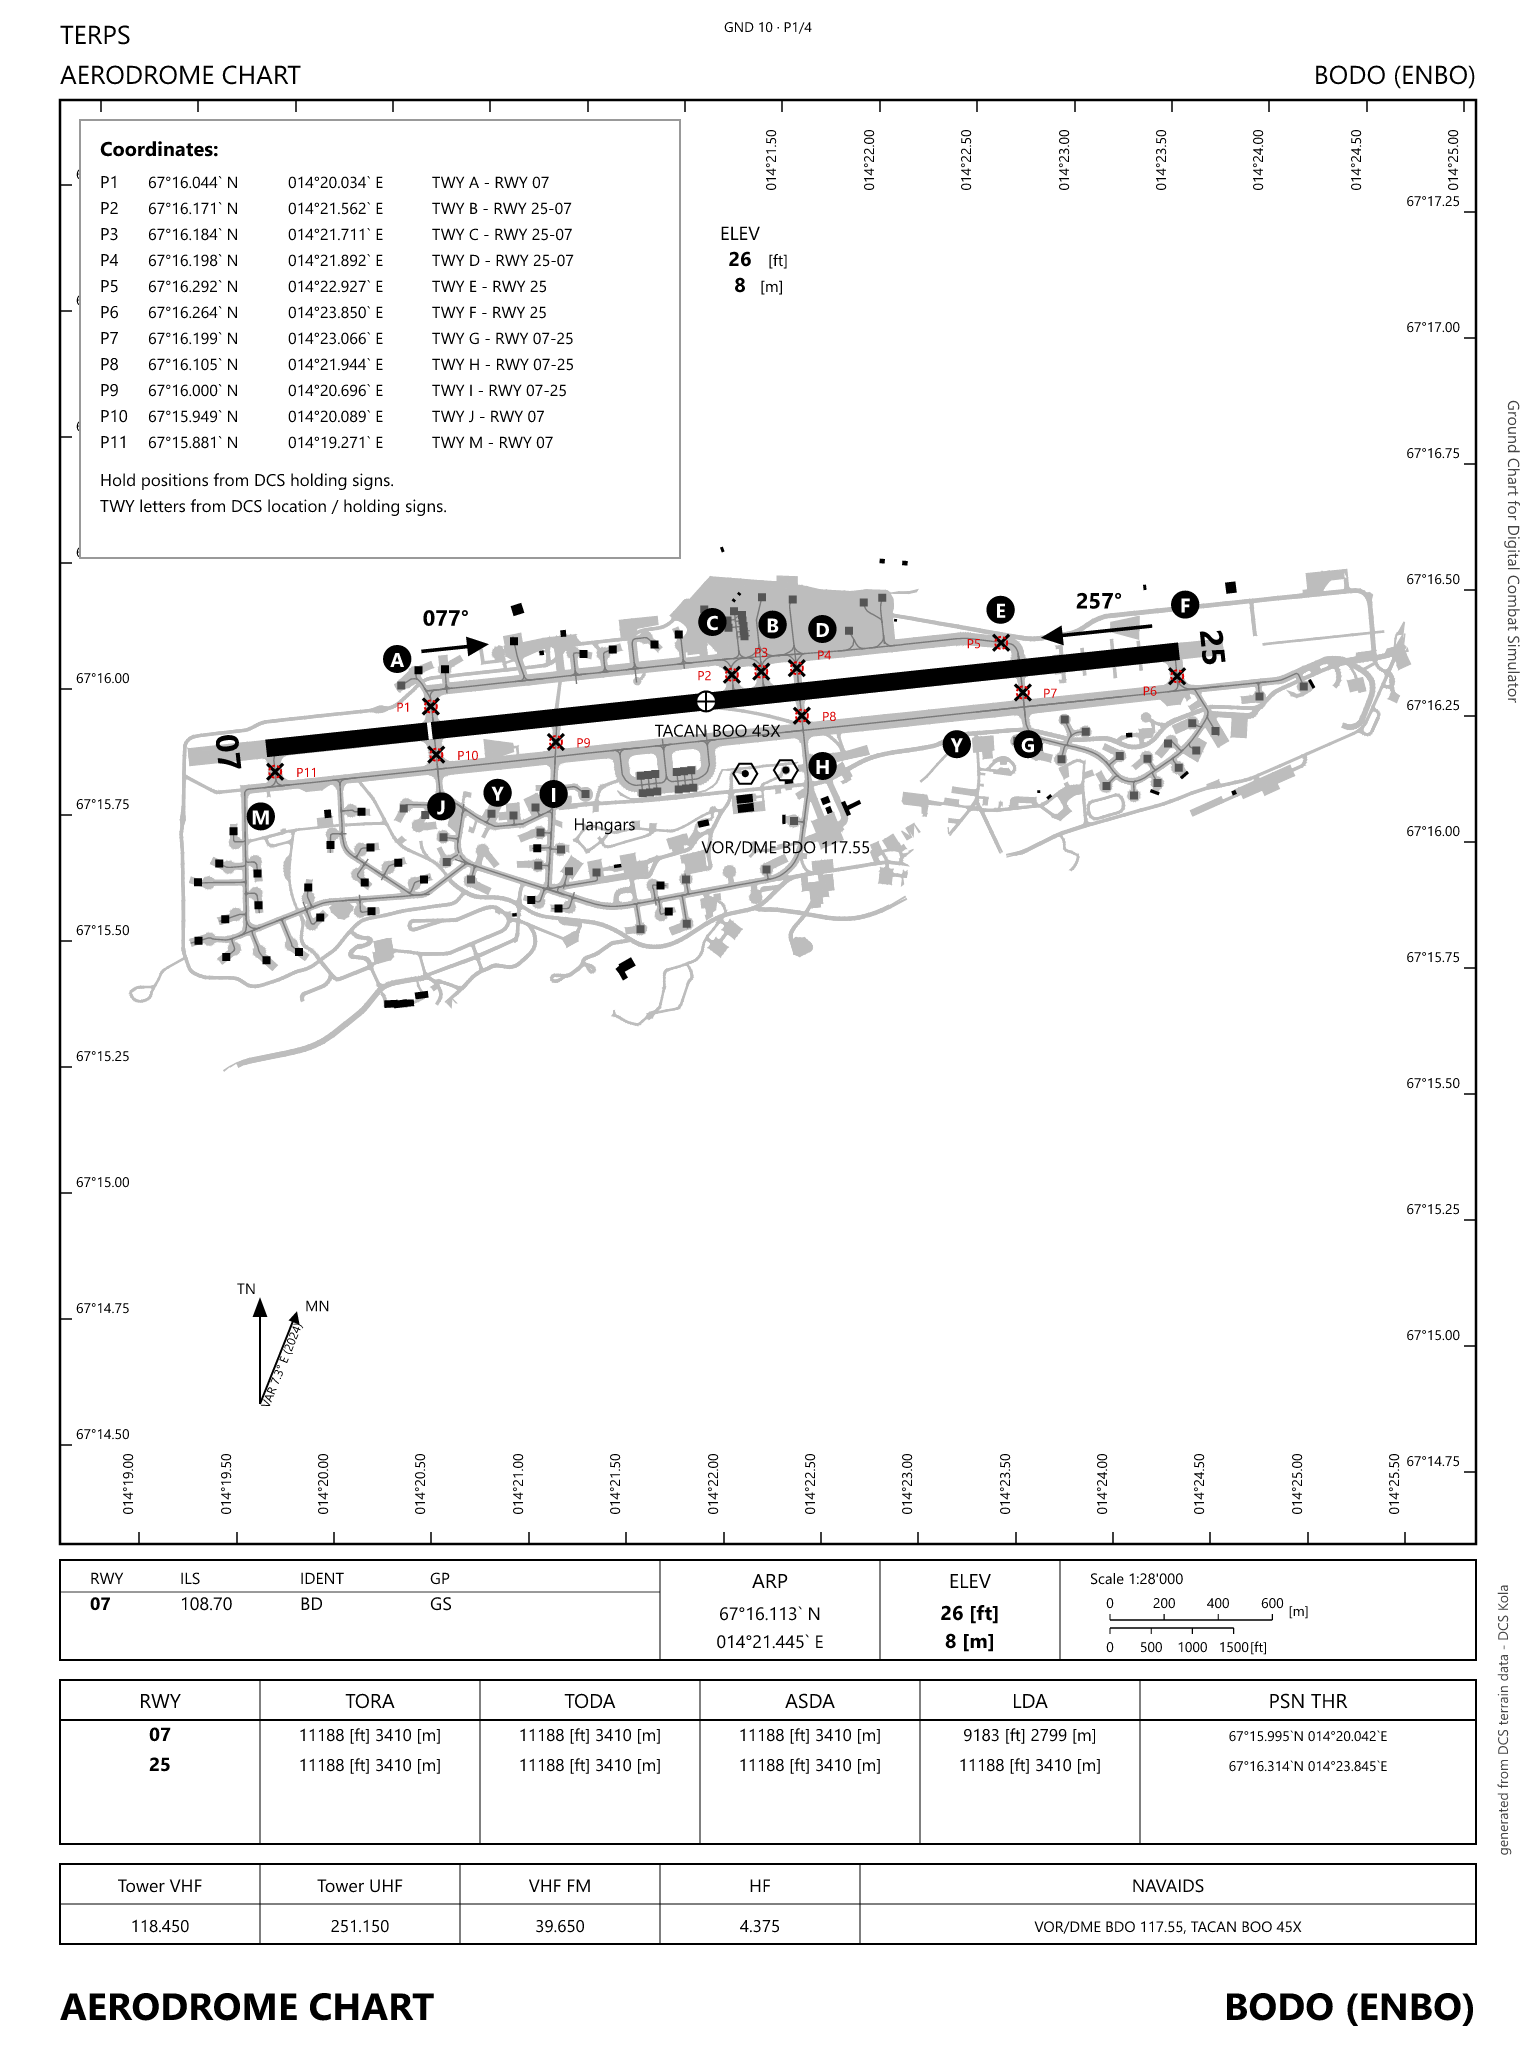 GND 10 · P1/4
TERPS
AERODROME CHART
BODO (ENBO)
Coordinates:
P1 67°16.044` N 014°20.034` E TWY A - RWY 07
P2 67°16.171` N 014°21.562` E TWY B - RWY 25-07
P3 67°16.184` N 014°21.711` E TWY C - RWY 25-07
P4 67°16.198` N 014°21.892` E TWY D - RWY 25-07
P5 67°16.292` N 014°22.927` E TWY E - RWY 25
P6 67°16.264` N 014°23.850` E TWY F - RWY 25
P7 67°16.199` N 014°23.066` E TWY G - RWY 07-25
P8 67°16.105` N 014°21.944` E TWY H - RWY 07-25
P9 67°16.000` N 014°20.696` E TWY I - RWY 07-25
P10 67°15.949` N 014°20.089` E TWY J - RWY 07
P11 67°15.881` N 014°19.271` E TWY M - RWY 07
Hold positions from DCS holding signs.
TWY letters from DCS location / holding signs.
014°21.50 014°22.00 014°22.50 014°23.00 014°23.50 014°24.00 014°24.50 014°25.00
ELEV
26 [ft]
8 [m]
67°17.25
67°17.00
67°16.75
67°16.50
67°16.25
67°16.00
67°15.75
67°15.50
67°15.25
67°15.00
67°14.75
Ground Chart for Digital Combat Simulator
077°
257°
E
F
C
B
D
A
25
P3
P4
P5
P2
P7
P6
P1
P8
TACAN BOO 45X
07
P10
P9
P11
Y
G
H
M
J
Y
I
Hangars
VOR/DME BDO 117.55
67°16.00
67°15.75
67°15.50
67°15.25
67°15.00
67°14.75
67°14.50
TN
MN
VAR 7.3° E (2024)
014°19.00 014°19.50 014°20.00 014°20.50 014°21.00 014°21.50 014°22.00 014°22.50 014°23.00 014°23.50 014°24.00 014°24.50 014°25.00 014°25.50
RWY ILS IDENT GP
07 108.70 BD GS
ARP
67°16.113` N
014°21.445` E
ELEV
26 [ft]
8 [m]
Scale 1:28'000
0 200 400 600 [m]
0 500 1000 1500 [ft]
RWY TORA TODA ASDA LDA PSN THR
07 11188 [ft] 3410 [m] 11188 [ft] 3410 [m] 11188 [ft] 3410 [m] 9183 [ft] 2799 [m] 67°15.995`N 014°20.042`E
25 11188 [ft] 3410 [m] 11188 [ft] 3410 [m] 11188 [ft] 3410 [m] 11188 [ft] 3410 [m] 67°16.314`N 014°23.845`E
generated from DCS terrain data - DCS Kola
Tower VHF Tower UHF VHF FM HF NAVAIDS
118.450 251.150 39.650 4.375 VOR/DME BDO 117.55, TACAN BOO 45X
AERODROME CHART
BODO (ENBO)